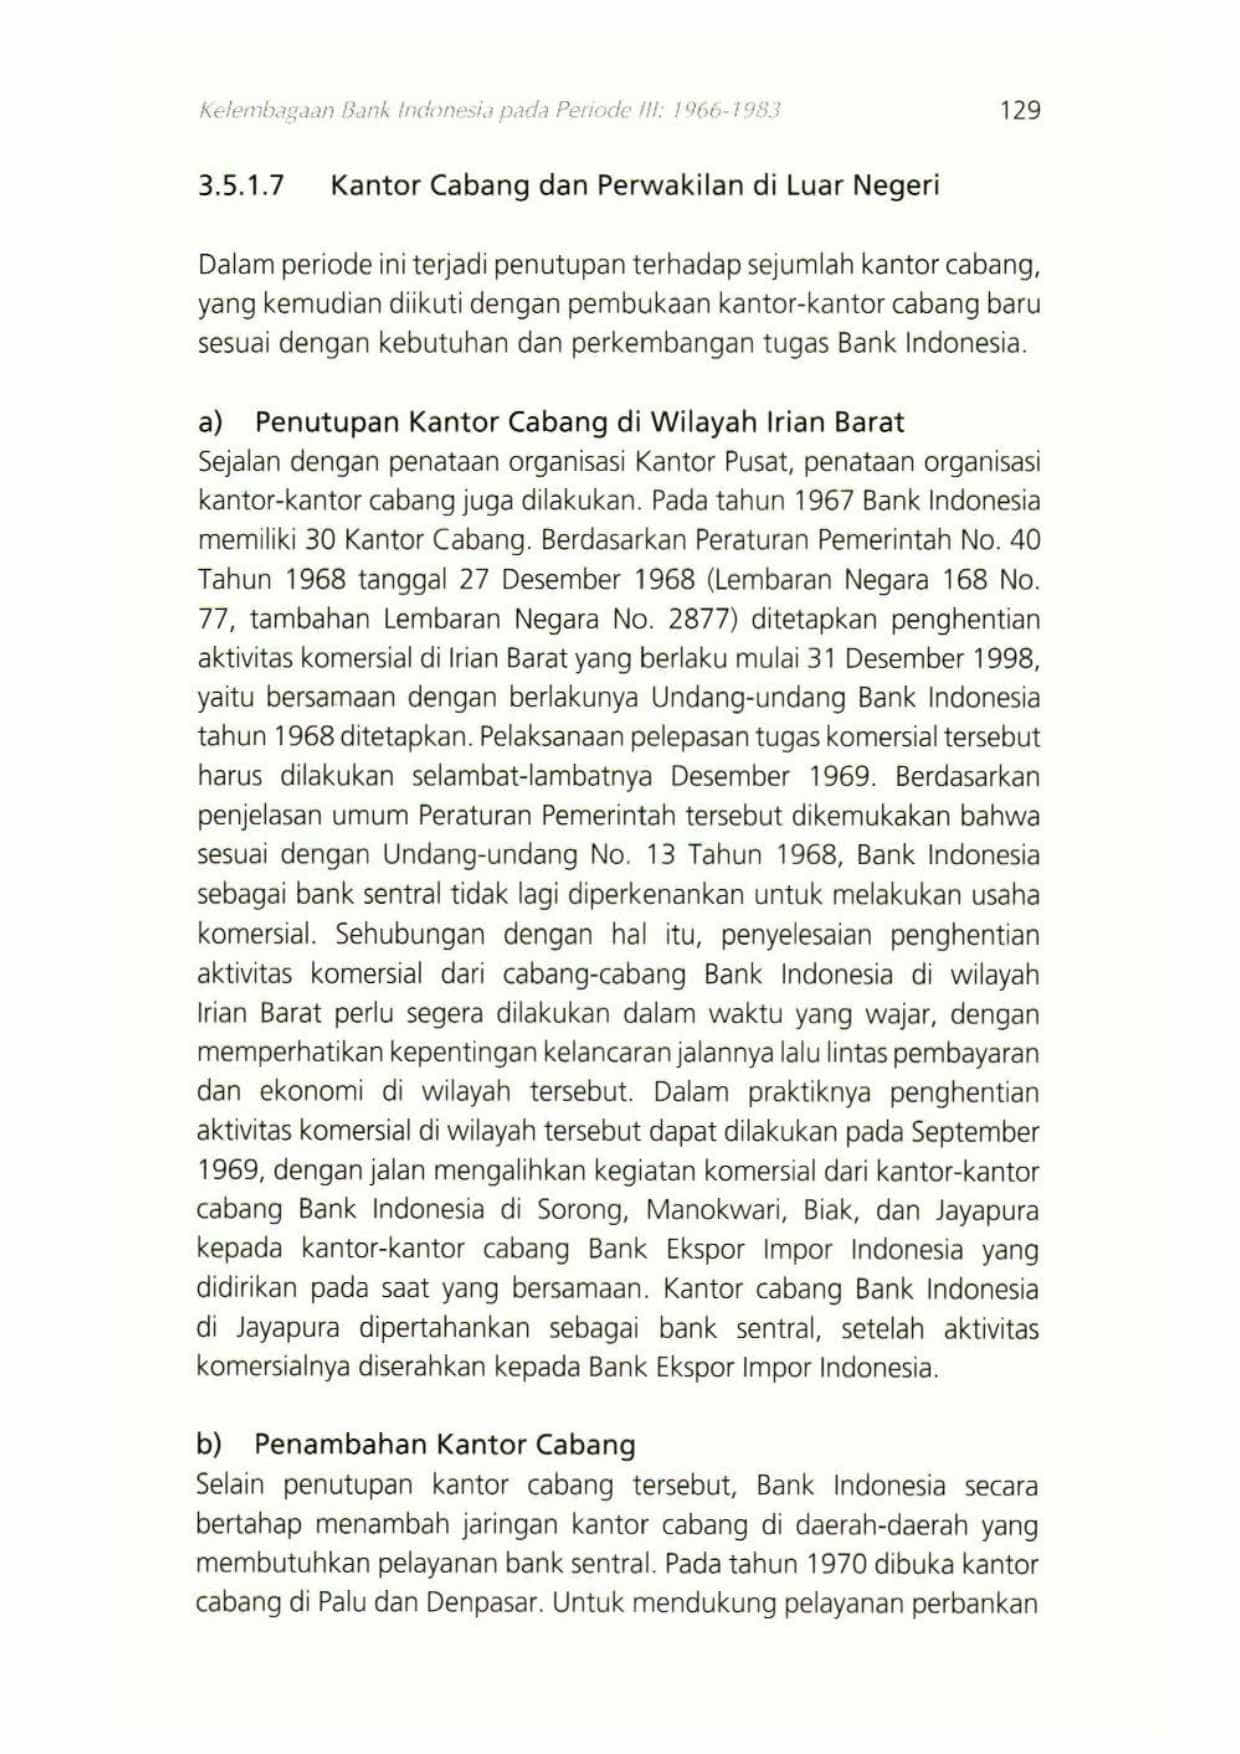 Kelembagaan Bank Indonesia pada Periode III: 1966-1983 129
3.5.1.7 Kantor Cabang dan Perwakilan di Luar Negeri
Dalam periode ini terjadi penutupan terhadap sejumlah kantor cabang,
yang kemudian diikuti dengan pembukaan kantor-kantor cabang baru
sesuai dengan kebutuhan dan perkembangan tugas Bank Indonesia.
a) Penutupan Kantor Cabang di Wilayah Irian Barat
Sejalan dengan penataan organisasi Kantor Pusat, penataan organisasi
kantor-kantor cabang juga dilakukan. Pada tahun 1967 Bank Indonesia
memiliki 30 Kantor Cabang. Berdasarkan Peraturan Pemerintah No. 40
Tahun 1968 tanggal 27 Desember 1968 (Lembaran Negara 168 No.
77, tambahan Lembaran Negara No. 2877) ditetapkan penghentian
aktivitas komersial di Irian Barat yang berlaku mulai 31 Desember 1998,
yaitu bersamaan dengan berlakunya Undang-undang Bank Indonesia
tahun 1968 ditetapkan. Pelaksanaan pelepasan tugas komersial tersebut
harus dilakukan selambat-lambatnya Desember 1969. Berdasarkan
penjelasan umum Peraturan Pemerintah tersebut dikemukakan bahwa
sesuai dengan Undang-undang No. 13 Tahun 1968, Bank Indonesia
sebagai bank sentral tidak lagi diperkenankan untuk melakukan usaha
komersial. Sehubungan dengan hal itu, penyelesaian penghentian
aktivitas komersial dari cabang-cabang Bank Indonesia di wilayah
Irian Barat perlu segera dilakukan dalam waktu yang wajar, dengan
memperhatikan kepentingan kelancaran jalannya lalu lintas pembayaran
dan ekonomi di wilayah tersebut. Dalam praktiknya penghentian
aktivitas komersial di wilayah tersebut dapat dilakukan pada September
1969, dengan jalan mengalihkan kegiatan komersial dari kantor-kantor
cabang Bank Indonesia di Sorong, Manokwari, Biak, dan Jayapura
kepada kantor-kantor cabang Bank Ekspor Impor Indonesia yang
didirikan pada saat yang bersamaan. Kantor cabang Bank Indonesia
di Jayapura dipertahankan sebagai bank sentral, setelah aktivitas
komersialnya diserahkan kepada Bank Ekspor Impor Indonesia.
b) Penambahan Kantor Cabang
Selain penutupan kantor cabang tersebut, Bank Indonesia secara
bertahap menambah jaringan kantor cabang di daerah-daerah yang
membutuhkan pelayanan bank sentral. Pada tahun 1970 dibuka kantor
cabang di Palu dan Denpasar. Untuk mendukung pelayanan perbankan